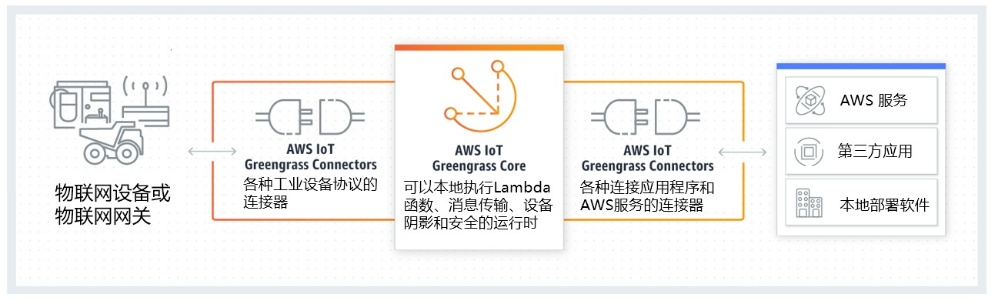 物联网设备或
物联网网关
AWS IoT
Greengrass Connectors
各种工业设备协议的
连接器
AWS IoT
Greengrass Core
可以本地执行Lambda
函数、消息传输、设备
阴影和安全的运行时
AWS IoT
Greengrass Connectors
各种连接应用程序和
AWS服务的连接器
AWS 服务
第三方应用
本地部署软件